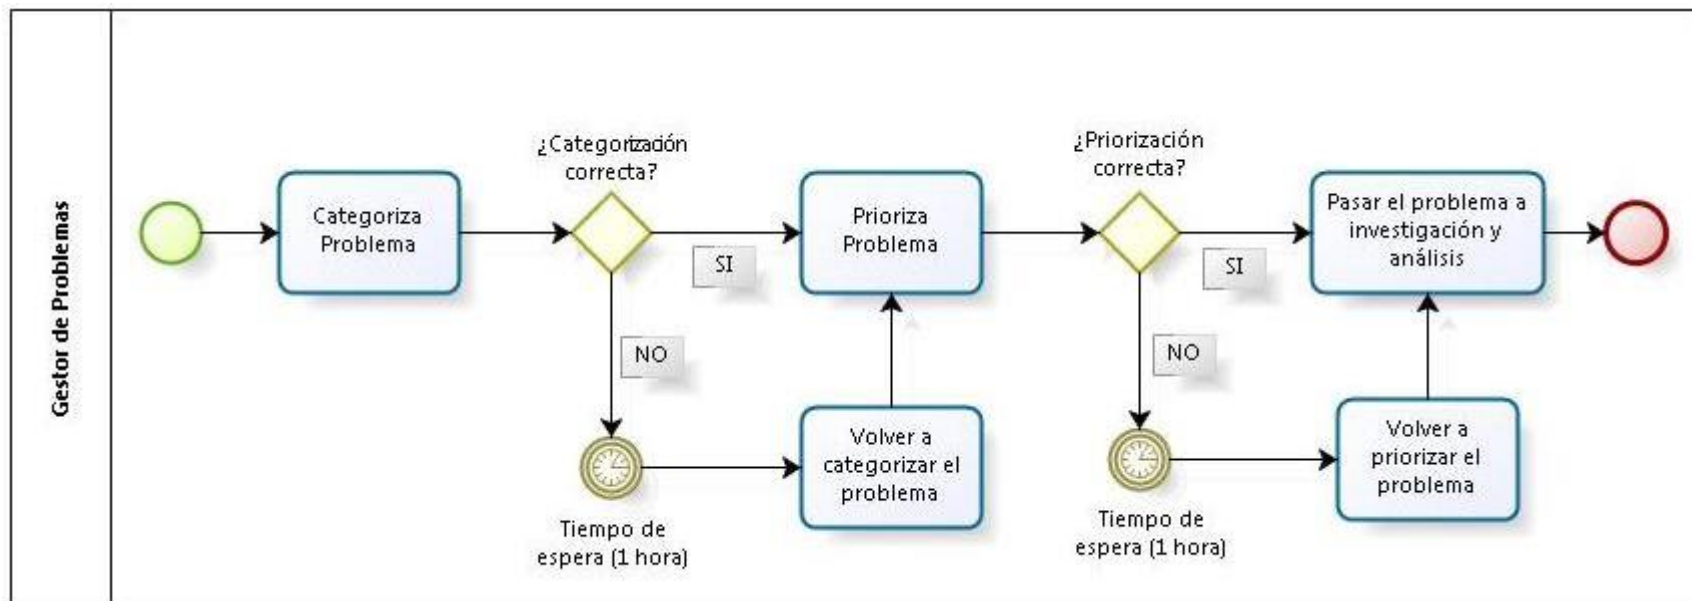 Gestor de Problemas
Categoriza
Problema
¿Categorización
correcta?
SI
NO
Tiempo de
espera (1 hora)
Volver a
categorizar el
problema
Prioriza
Problema
¿Priorización
correcta?
SI
NO
Tiempo de
espera (1 hora)
Volver a
priorizar el
problema
Pasar el problema a
investigación y
análisis